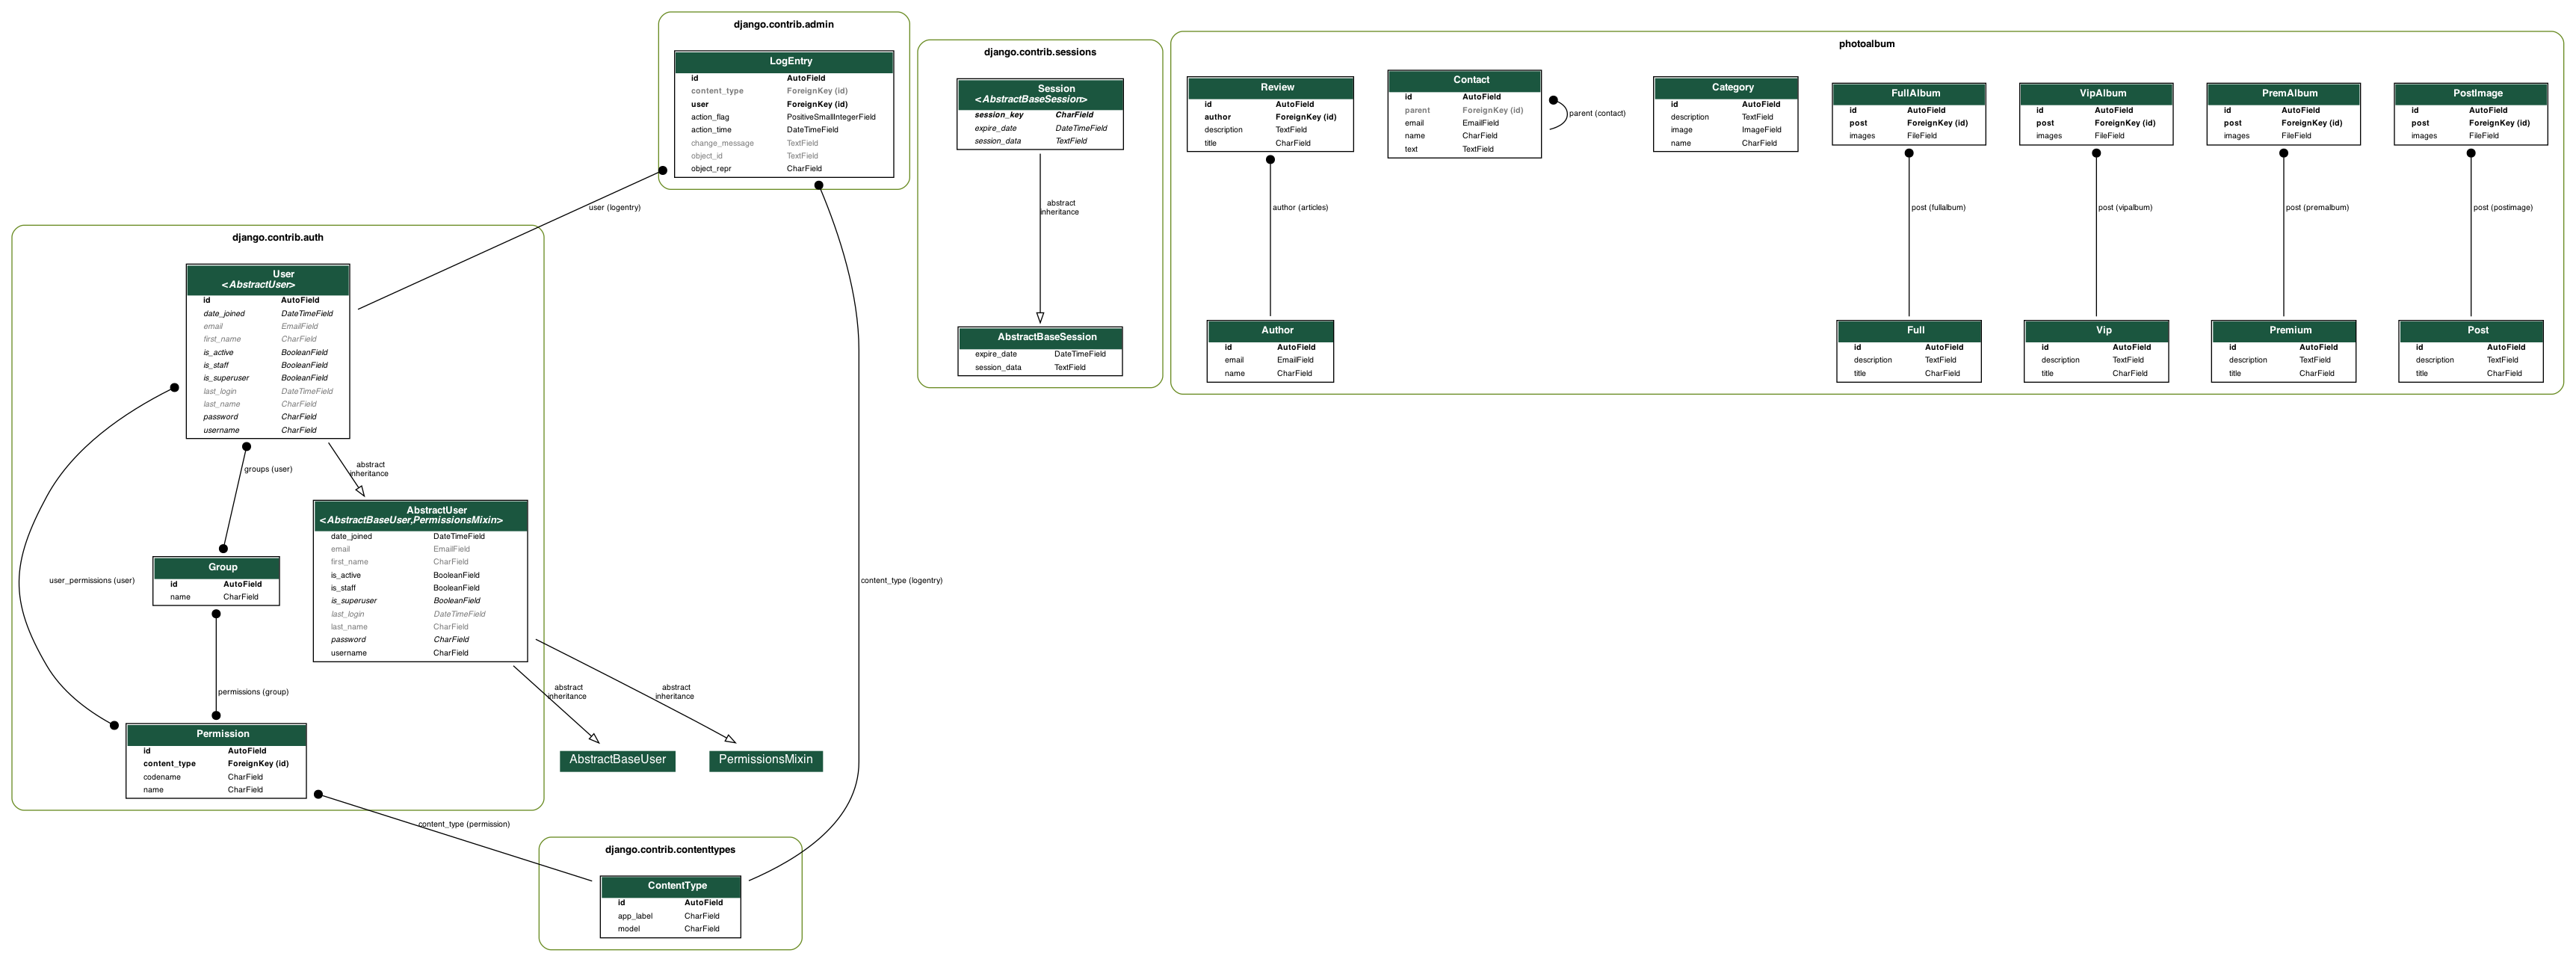 django.contrib.admin
LogEntry
id AutoField
content_type ForeignKey (id)
user ForeignKey (id)
action_flag PositiveSmallIntegerField
action_time DateTimeField
change_message TextField
object_id TextField
object_repr CharField
django.contrib.sessions
Session
<AbstractBaseSession>
session_key CharField
expire_date DateTimeField
session_data TextField
abstract
inheritance
AbstractBaseSession
expire_date DateTimeField
session_data TextField
photoalbum
Review
id AutoField
author ForeignKey (id)
description TextField
title CharField
Contact
id AutoField
parent ForeignKey (id)
email EmailField
name CharField
text TextField
parent (contact)
Category
id AutoField
description TextField
image ImageField
name CharField
FullAlbum
id AutoField
post ForeignKey (id)
images FileField
VipAlbum
id AutoField
post ForeignKey (id)
images FileField
PremAlbum
id AutoField
post ForeignKey (id)
images FileField
PostImage
id AutoField
post ForeignKey (id)
images FileField
author (articles)
post (fullalbum)
post (vipalbum)
post (premalbum)
post (postimage)
Author
id AutoField
email EmailField
name CharField
Full
id AutoField
description TextField
title CharField
Vip
id AutoField
description TextField
title CharField
Premium
id AutoField
description TextField
title CharField
Post
id AutoField
description TextField
title CharField
user (logentry)
django.contrib.auth
User
<AbstractUser>
id AutoField
date_joined DateTimeField
email EmailField
first_name CharField
is_active BooleanField
is_staff BooleanField
is_superuser BooleanField
last_login DateTimeField
last_name CharField
password CharField
username CharField
groups (user)
abstract
inheritance
AbstractUser
<AbstractBaseUser,PermissionsMixin>
date_joined DateTimeField
email EmailField
first_name CharField
is_active BooleanField
is_staff BooleanField
is_superuser BooleanField
last_login DateTimeField
last_name CharField
password CharField
username CharField
Group
id AutoField
name CharField
user_permissions (user)
content_type (logentry)
permissions (group)
abstract
inheritance
abstract
inheritance
Permission
id AutoField
content_type ForeignKey (id)
codename CharField
name CharField
AbstractBaseUser
PermissionsMixin
content_type (permission)
django.contrib.contenttypes
ContentType
id AutoField
app_label CharField
model CharField